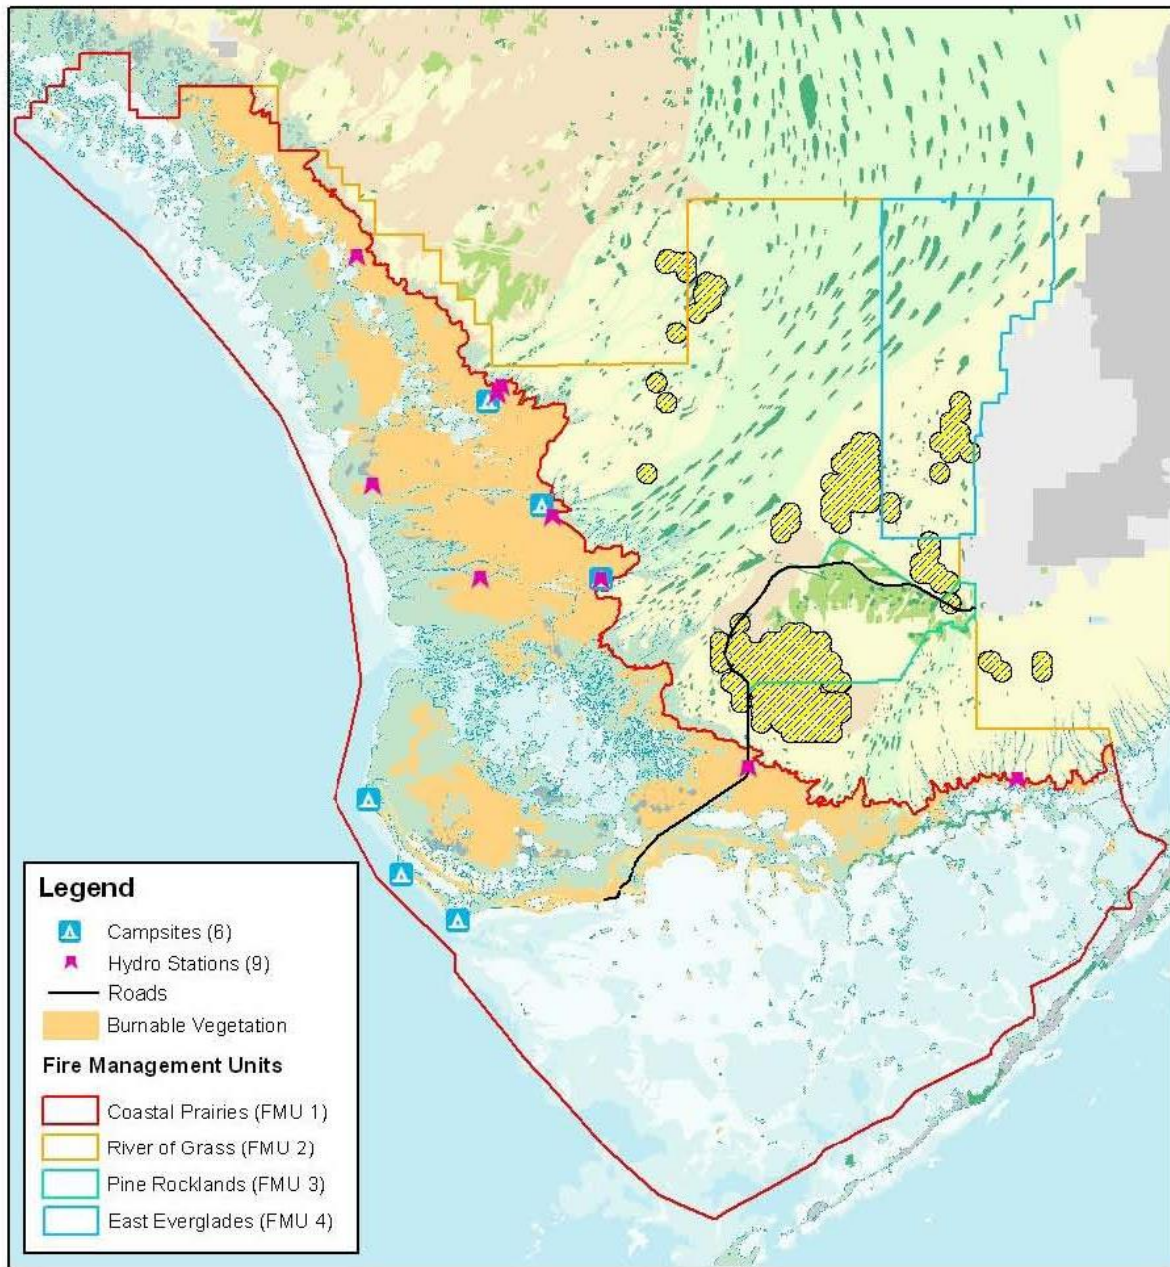 Legend
Campsites (6)
Hydro Stations (9)
Roads
Burnable Vegetation
Fire Management Units
Coastal Prairies (FMU 1)
River of Grass (FMU 2)
Pine Rocklands (FMU 3)
East Everglades (FMU 4)